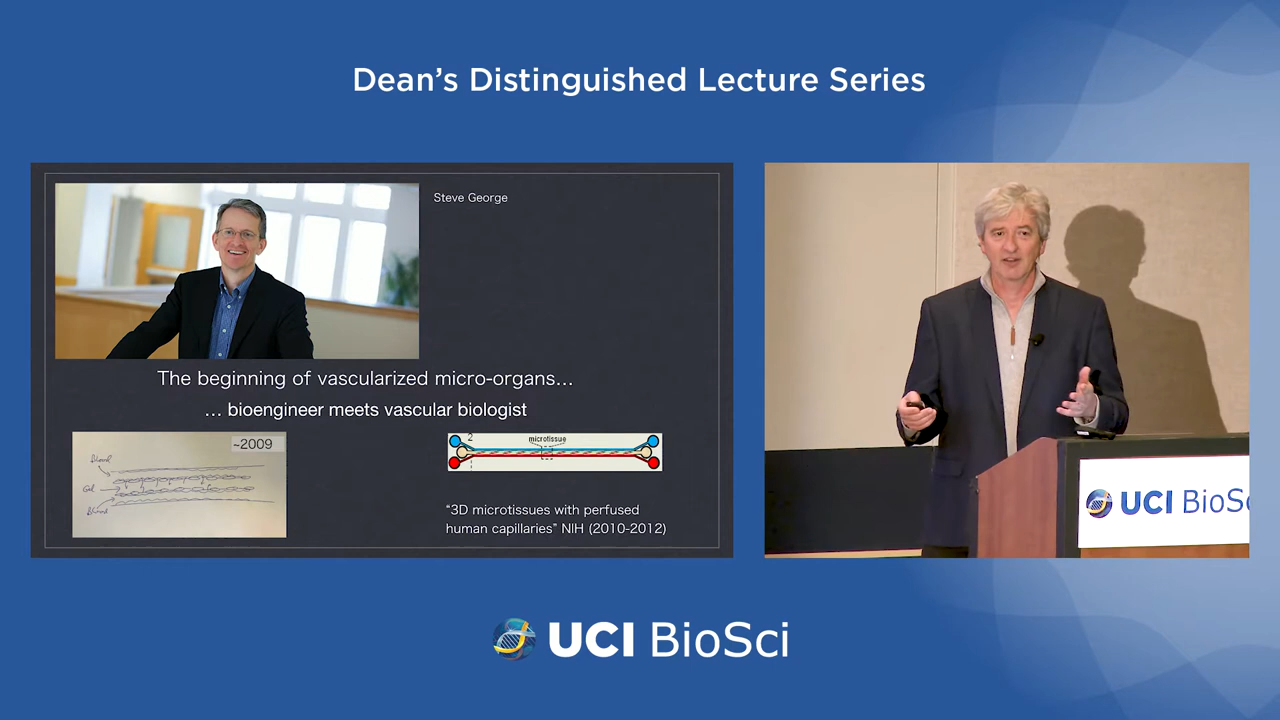 Dean's Distinguished Lecture Series
Steve George
The beginning of vascularized micro-organs...
... bioengineer meets vascular biologist
~2009
Blood
Gel
Blood
2
microtissue
"3D microtissues with perfused
human capillaries" NIH (2010-2012)
UCI BioSc
UCI BioSci